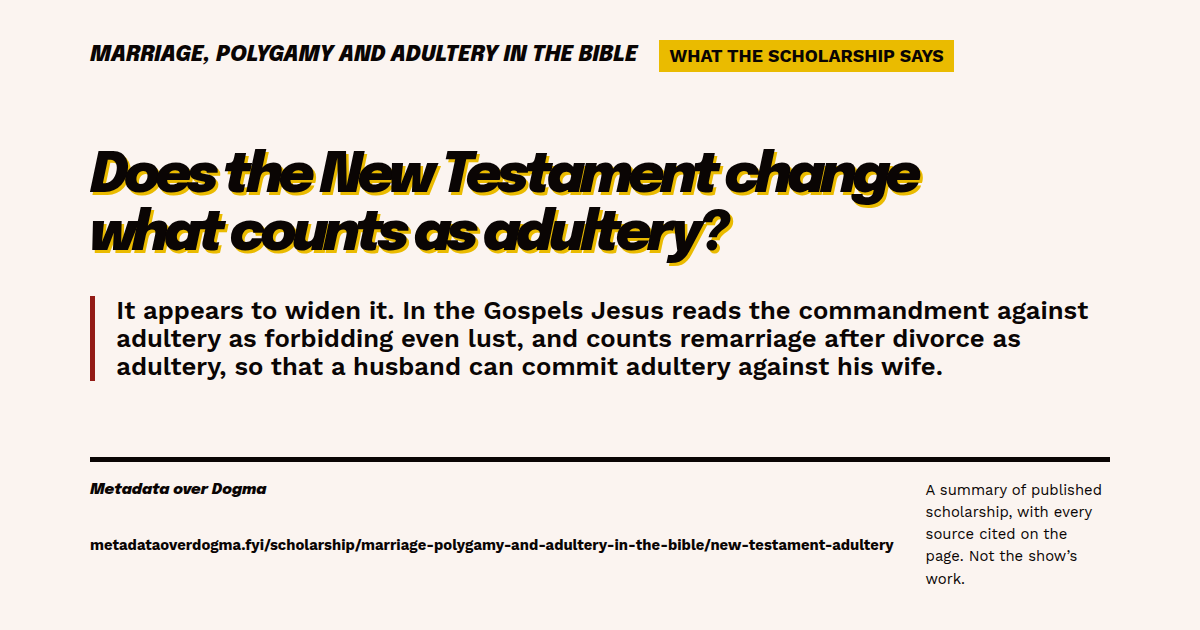 MARRIAGE, POLYGAMY AND ADULTERY IN THE BIBLE
WHAT THE SCHOLARSHIP SAYS
Does the New Testament change
what counts as adultery?
It appears to widen it. In the Gospels Jesus reads the commandment against
adultery as forbidding even lust, and counts remarriage after divorce as
adultery, so that a husband can commit adultery against his wife.
Metadata over Dogma
metadataoverdogma.fyi/scholarship/marriage-polygamy-and-adultery-in-the-bible/new-testament-adultery
A summary of published
scholarship, with every
source cited on the
page. Not the show’s
work.